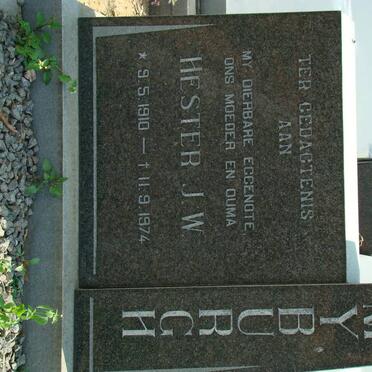 TER GEDAGTENIS
AAN
MY DIERBARE EGGENOTE,
ONS MOEDER EN OUMA
HESTER J.W.
* 9.5.1910 — † 11.9.1974
MYBURGH